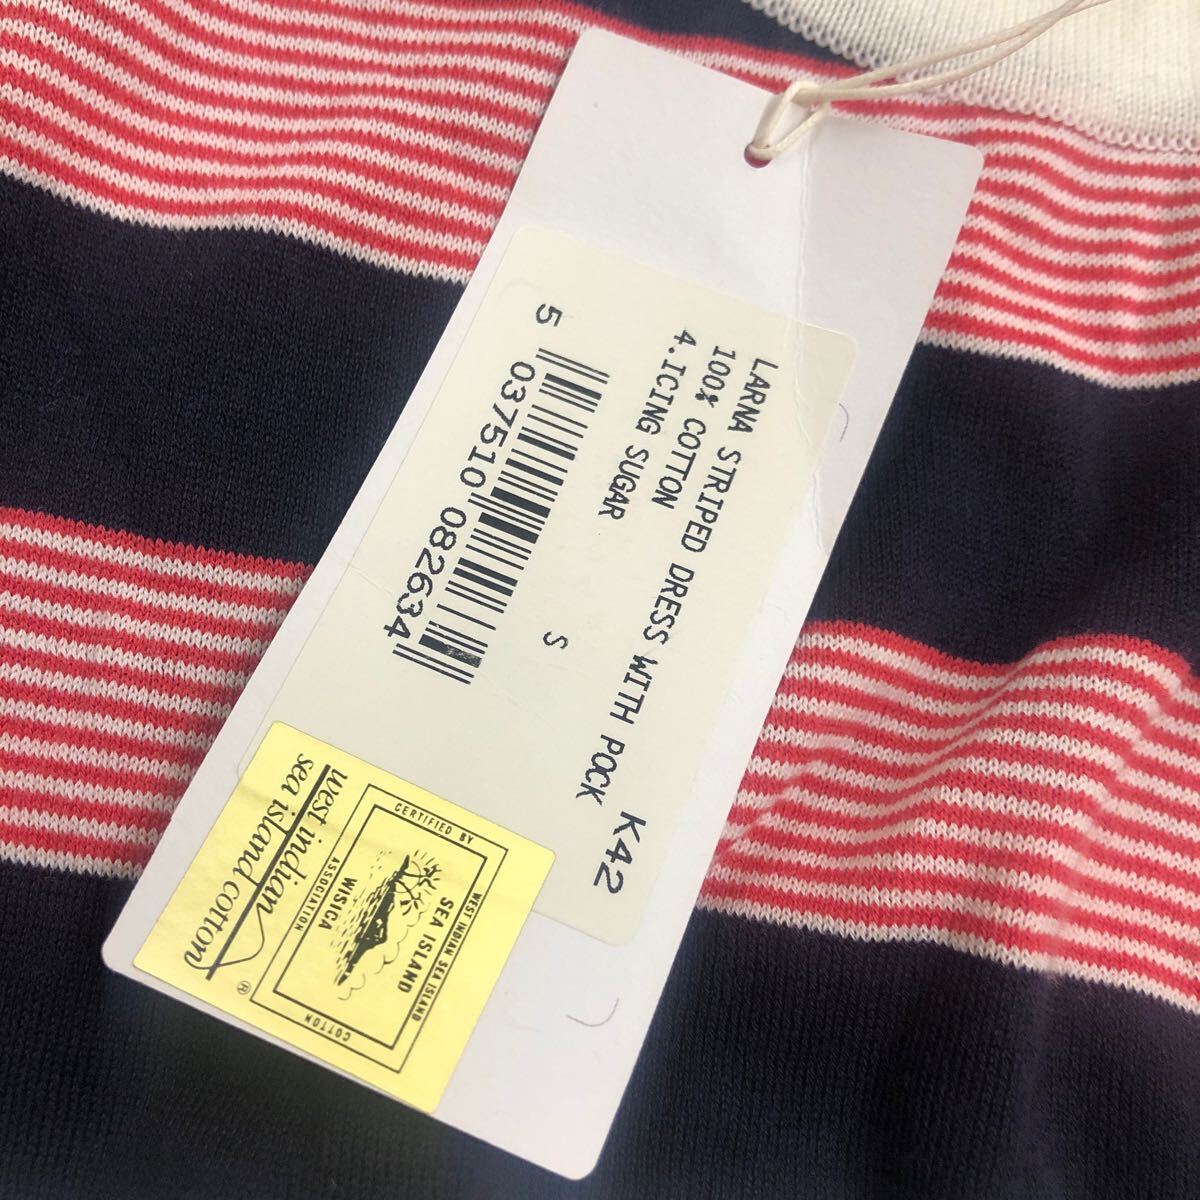 LARNA STRIPED DRESS WITH POCK K42
100% COTTON
4.ICING SUGAR
S
5 037510 082634
west indian
sea island cotton
®
CERTIFIED BY
WEST INDIAN SEA ISLAND
COTTON
ASSOCIATION
SEA ISLAND
WISICA